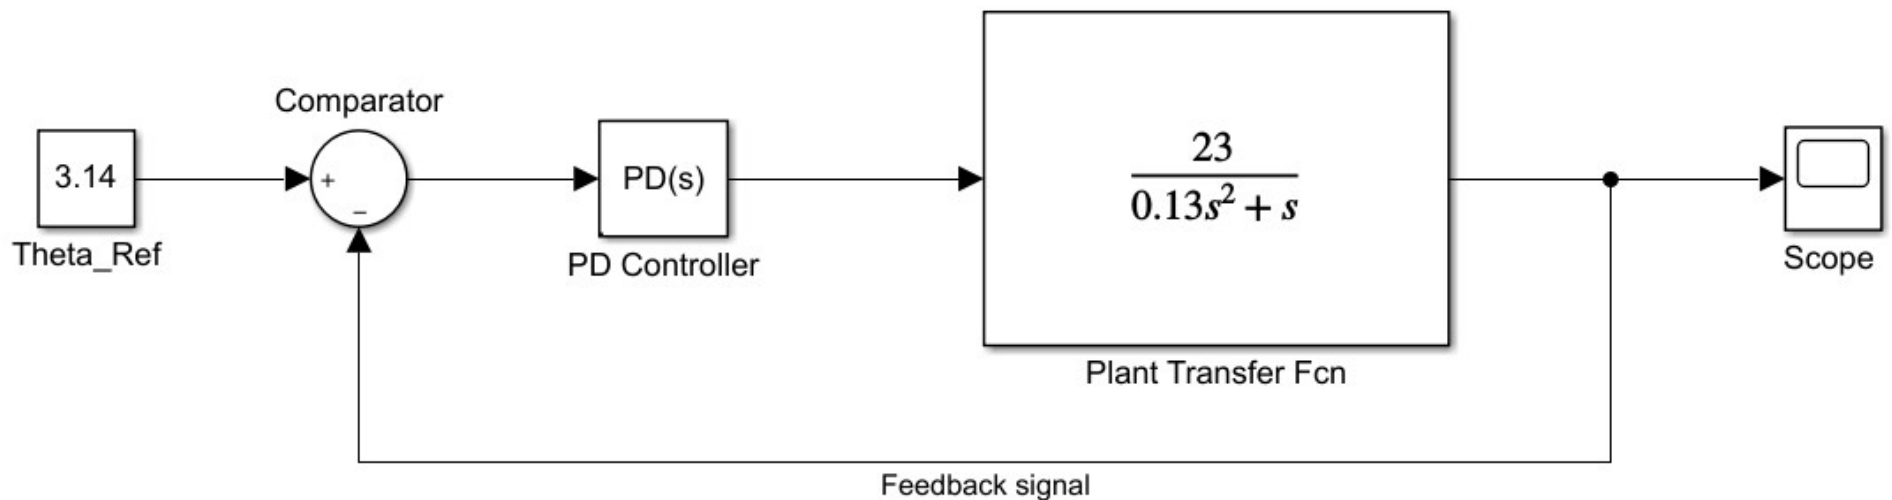 Comparator
3.14
+
−
Theta_Ref
PD(s)
PD Controller
23
0.13s² + s
Plant Transfer Fcn
Scope
Feedback signal